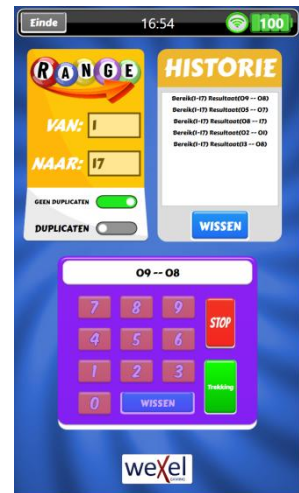 Einde
16:54
100
RANGE
VAN: 1
NAAR: 17
GEEN DUPLICATEN
DUPLICATEN
HISTORIE
Bereik(1-17) Resultaat(09 -- 08)
Bereik(1-17) Resultaat(05 -- 07)
Bereik(1-17) Resultaat(08 -- 17)
Bereik(1-17) Resultaat(02 -- 01)
Bereik(1-17) Resultaat(13 -- 08)
WISSEN
09 -- 08
7 8 9
STOP
4 5 6
1 2 3
Trekking
0 WISSEN
wexel
GAMING